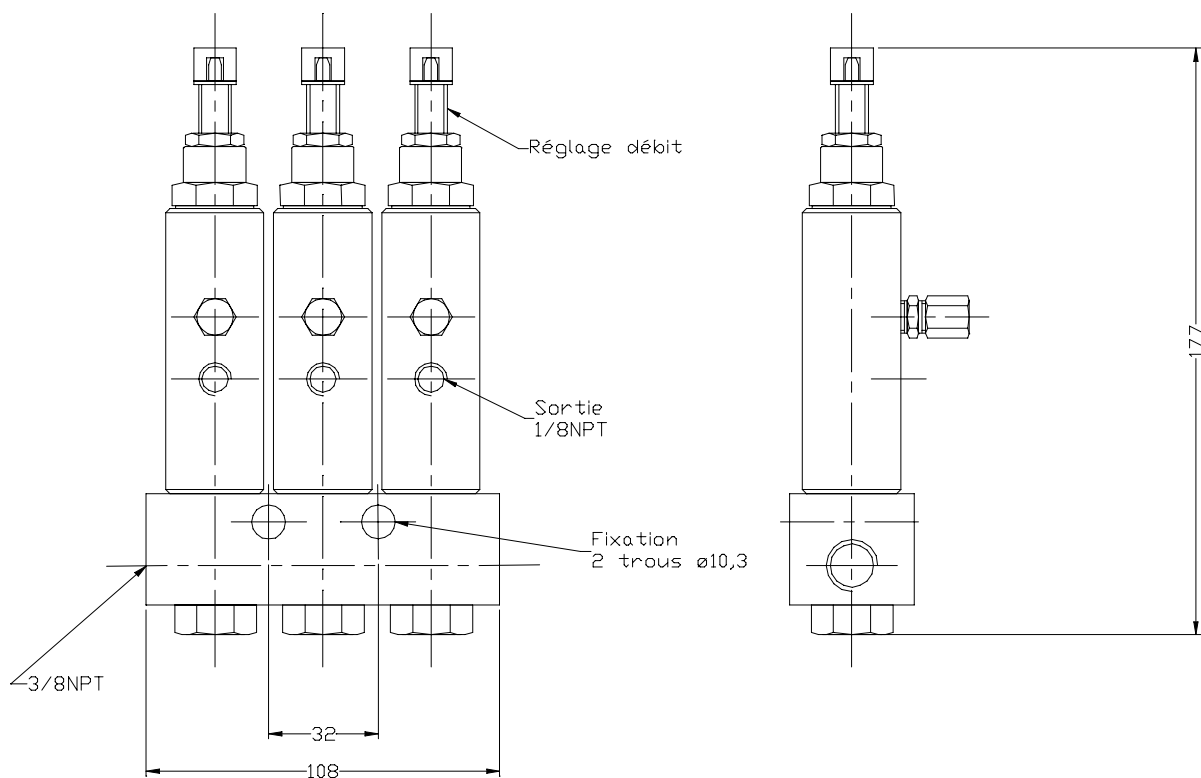 Réglage débit
177
Sortie
1/8NPT
Fixation
2 trous ø10,3
3/8NPT
32
108